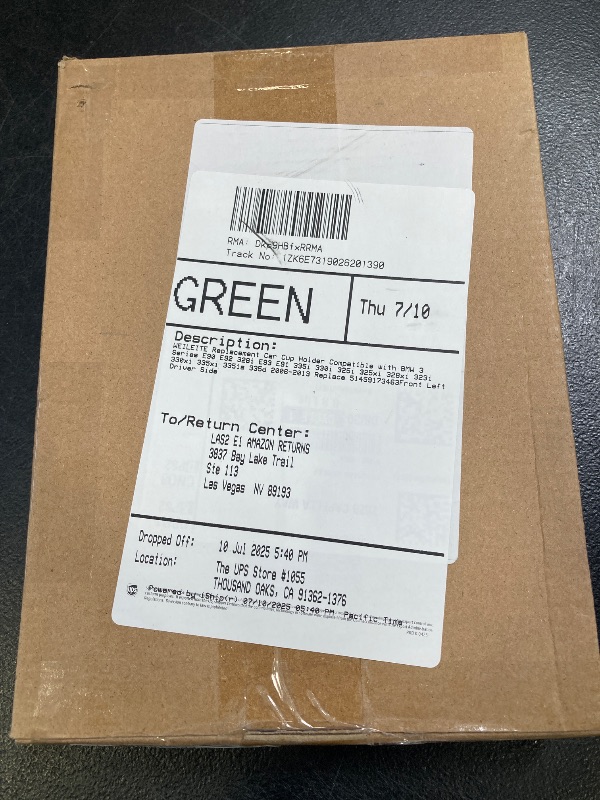 RMA: Dke9HBfxRRMA
Track No: 1ZK6E7319026201390
GREEN
Thu 7/10
Description:
WEILEITE Replacement Car Cup Holder Compatible with BMW 3
Series E90 E92 328i E93 E91 335i 330i 325i 325xi 328xi 323i
330xi 335xi 335is 335d 2006-2013 Replace 51459173463Front Left
Driver Side
To/Return Center:
LAS2 E1 AMAZON RETURNS
3837 Bay Lake Trail
Ste 113
Las Vegas NV 89193
Dropped Off: 10 Jul 2025 5:40 PM
Location: The UPS Store #1055
THOUSAND OAKS, CA 91362-1376
ups
Powered by iShip(r) 07/10/2025 05:40 PM Pacific Time